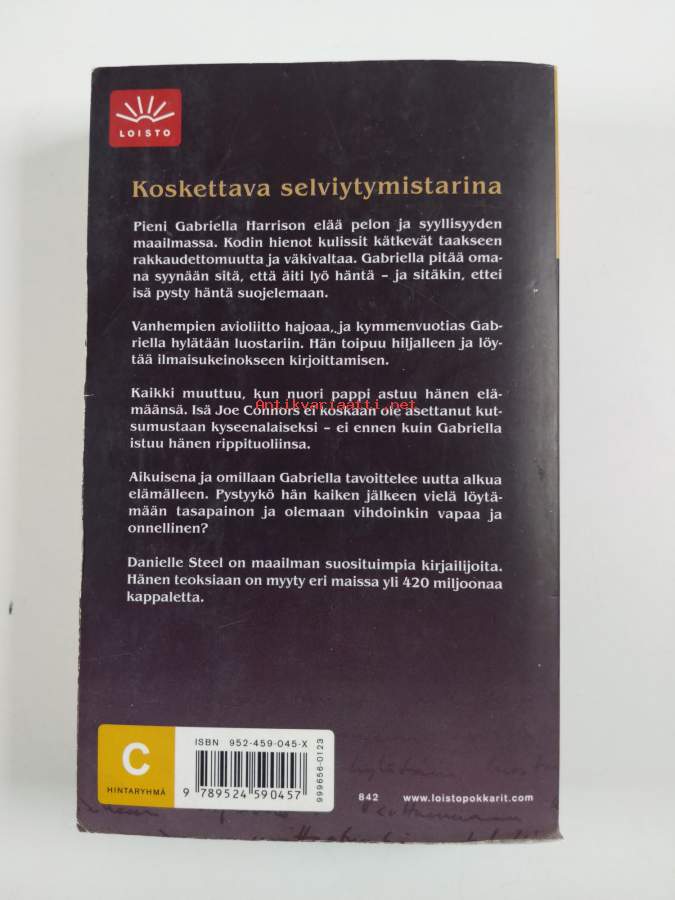 LOISTO
Koskettava selviytymistarina
Pieni Gabriella Harrison elää pelon ja syyllisyyden
maailmassa. Kodin hienot kulissit kätkevät taakseen
rakkaudettomuutta ja väkivaltaa. Gabriella pitää oma-
na syynään sitä, että äiti lyö häntä – ja sitäkin, ettei
isä pysty häntä suojelemaan.
Vanhempien avioliitto hajoaa, ja kymmenvuotias Gab-
riella hylätään luostariin. Hän toipuu hiljalleen ja löy-
tää ilmaisukeinokseen kirjoittamisen.
Kaikki muuttuu, kun nuori pappi astuu hänen elä-
Antikvariaatti.net
määnsä. Isä Joe Connors ei koskaan ole asettanut kut-
sumustaan kyseenalaiseksi – ei ennen kuin Gabriella
istuu hänen rippituoliinsa.
Aikuisena ja omillaan Gabriella tavoittelee uutta alkua
elämälleen. Pystyykö hän kaiken jälkeen vielä löytä-
mään tasapainon ja olemaan vihdoinkin vapaa ja
onnellinen?
Danielle Steel on maailman suosituimpia kirjailijoita.
Hänen teoksiaan on myyty eri maissa yli 420 miljoonaa
kappaletta.
C
HINTARYHMÄ
ISBN 952-459-045-X
9 789524 590457
999656-0123
842 www.loistopokkarit.com